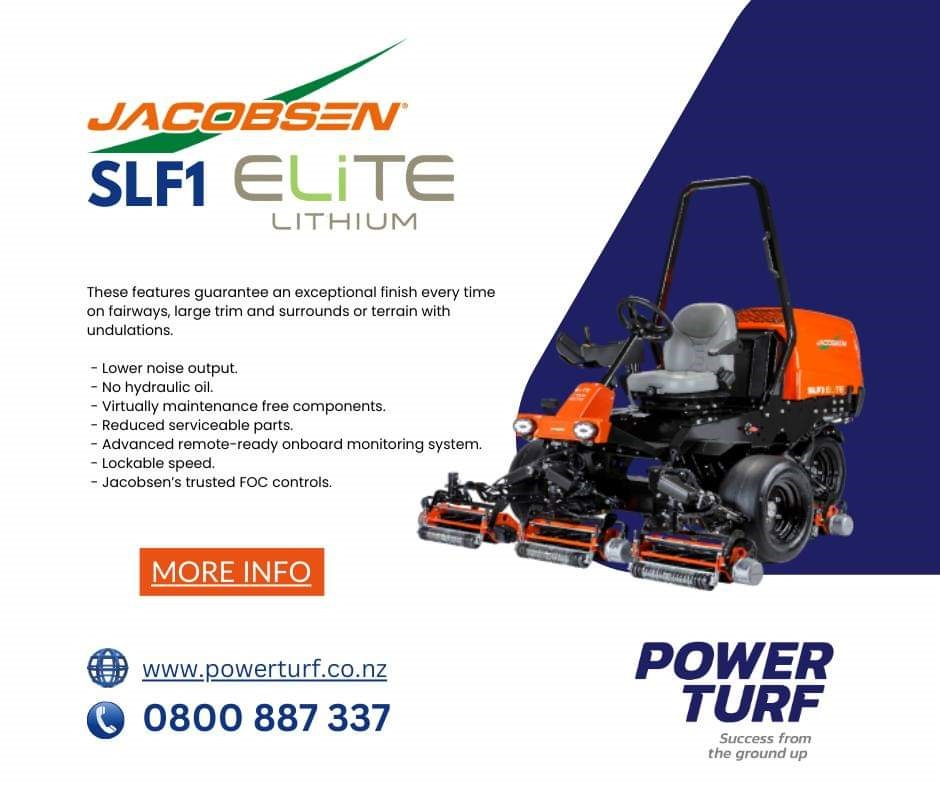 JACOBSEN®
SLF1 ELiTE
LITHIUM
These features guarantee an exceptional finish every time
on fairways, large trim and surrounds or terrain with
undulations.
- Lower noise output.
- No hydraulic oil.
- Virtually maintenance free components.
- Reduced serviceable parts.
- Advanced remote-ready onboard monitoring system.
- Lockable speed.
- Jacobsen's trusted FOC controls.
JACOBSEN
SLF1 ELiTE
MORE INFO
www.powerturf.co.nz
0800 887 337
POWER
TURF
Success from
the ground up